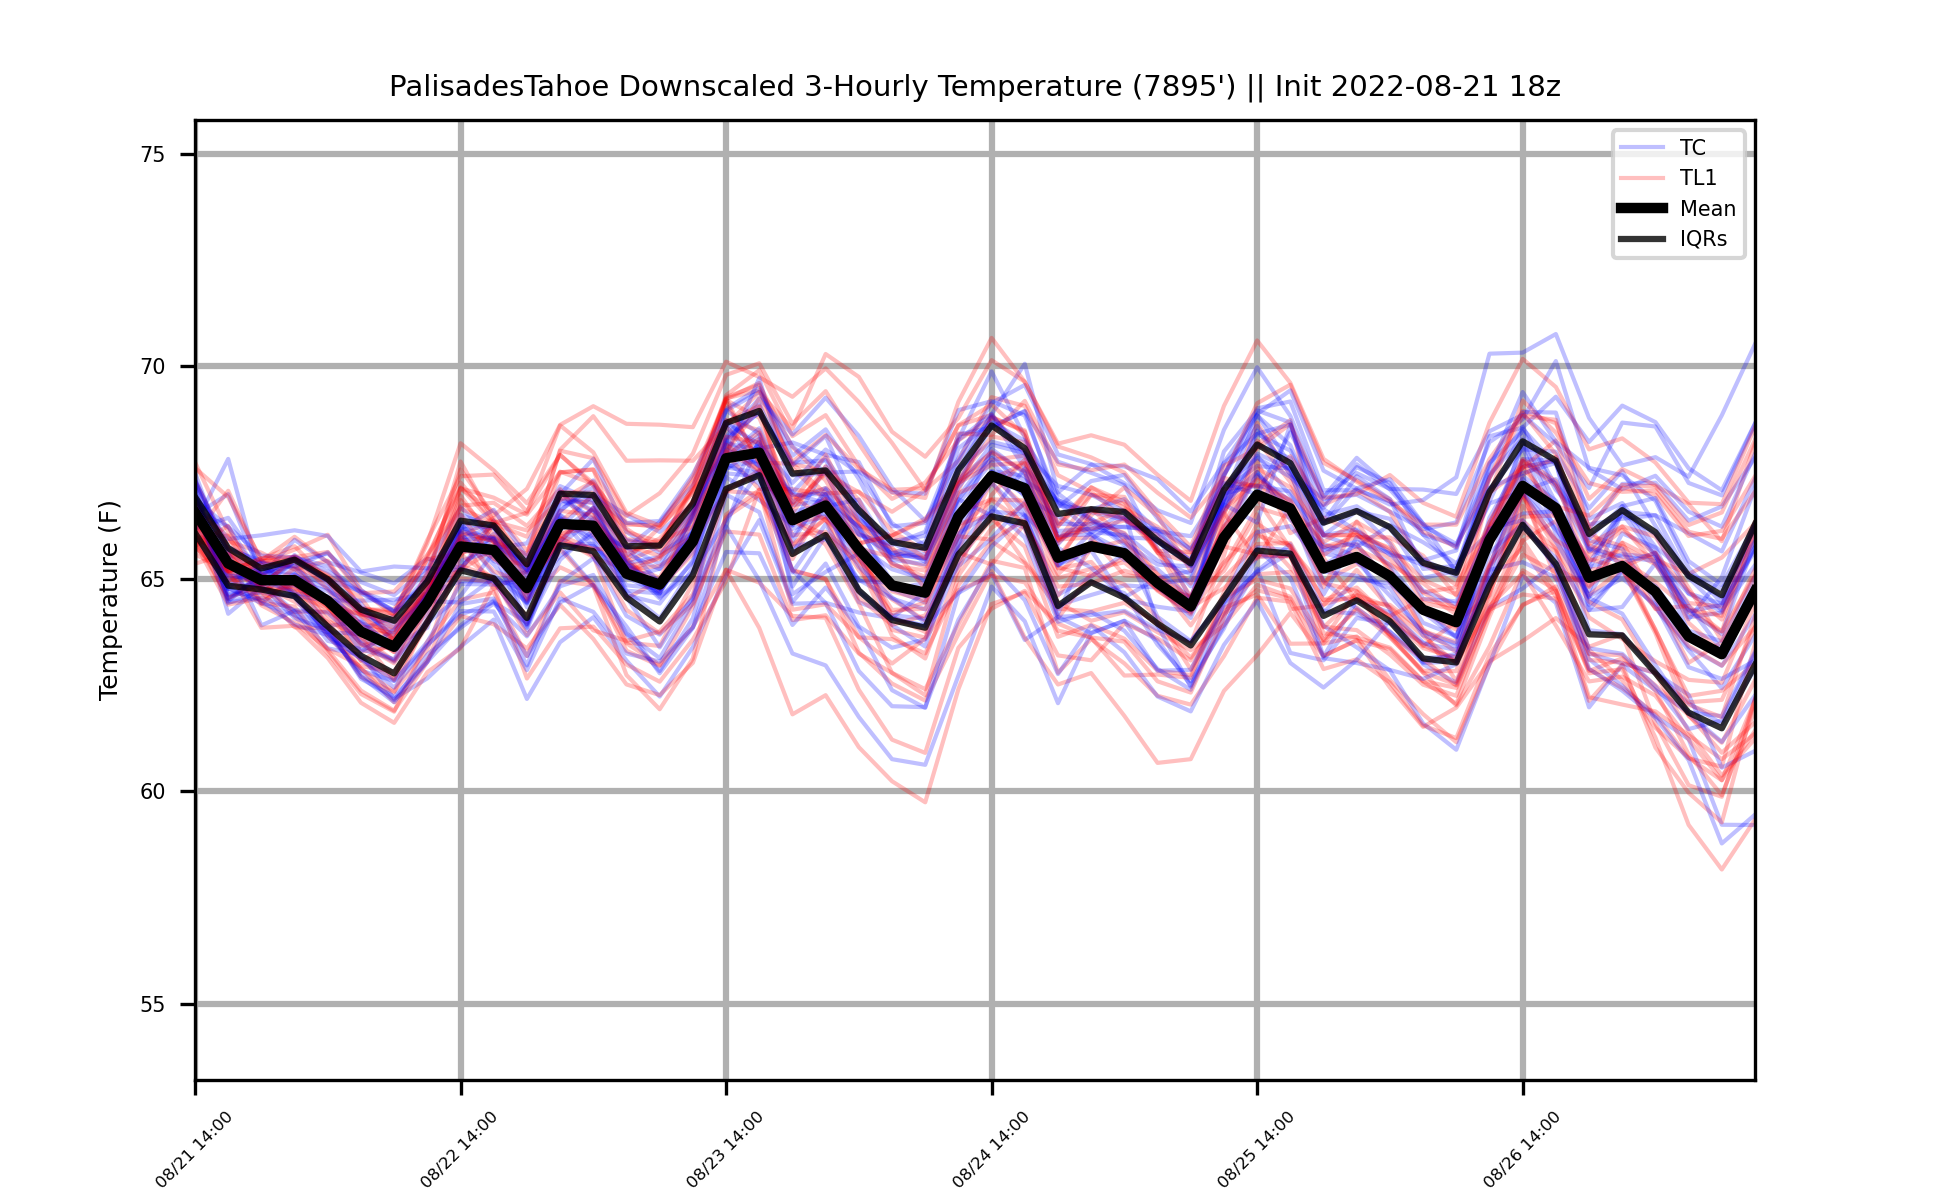 PalisadesTahoe Downscaled 3-Hourly Temperature (7895') || Init 2022-08-21 18z
TC
TL1
Mean
IQRs
Temperature (F)
75
70
65
60
55
08/21 14:00
08/22 14:00
08/23 14:00
08/24 14:00
08/25 14:00
08/26 14:00